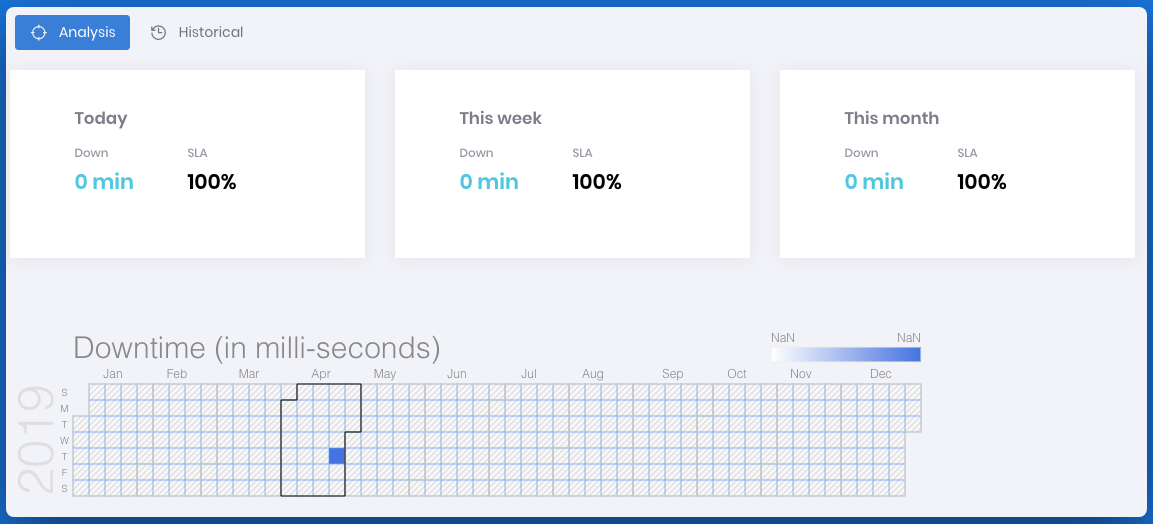 Analysis Historical
Today This week This month
Down SLA Down SLA Down SLA
0 min 100% 0 min 100% 0 min 100%
Downtime (in milli-seconds)
NaN NaN
Jan Feb Mar Apr May Jun Jul Aug Sep Oct Nov Dec
2019
S
M
T
W
T
F
S